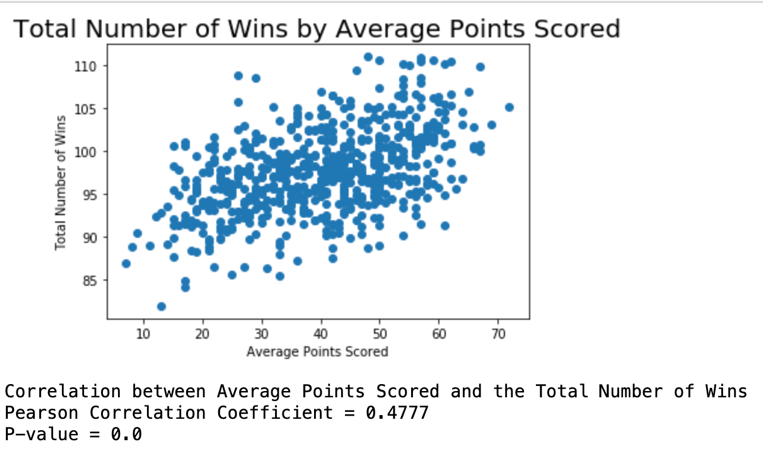 Total Number of Wins by Average Points Scored
110
105
100
95
90
85
Total Number of Wins
10 20 30 40 50 60 70
Average Points Scored
Correlation between Average Points Scored and the Total Number of Wins
Pearson Correlation Coefficient = 0.4777
P-value = 0.0